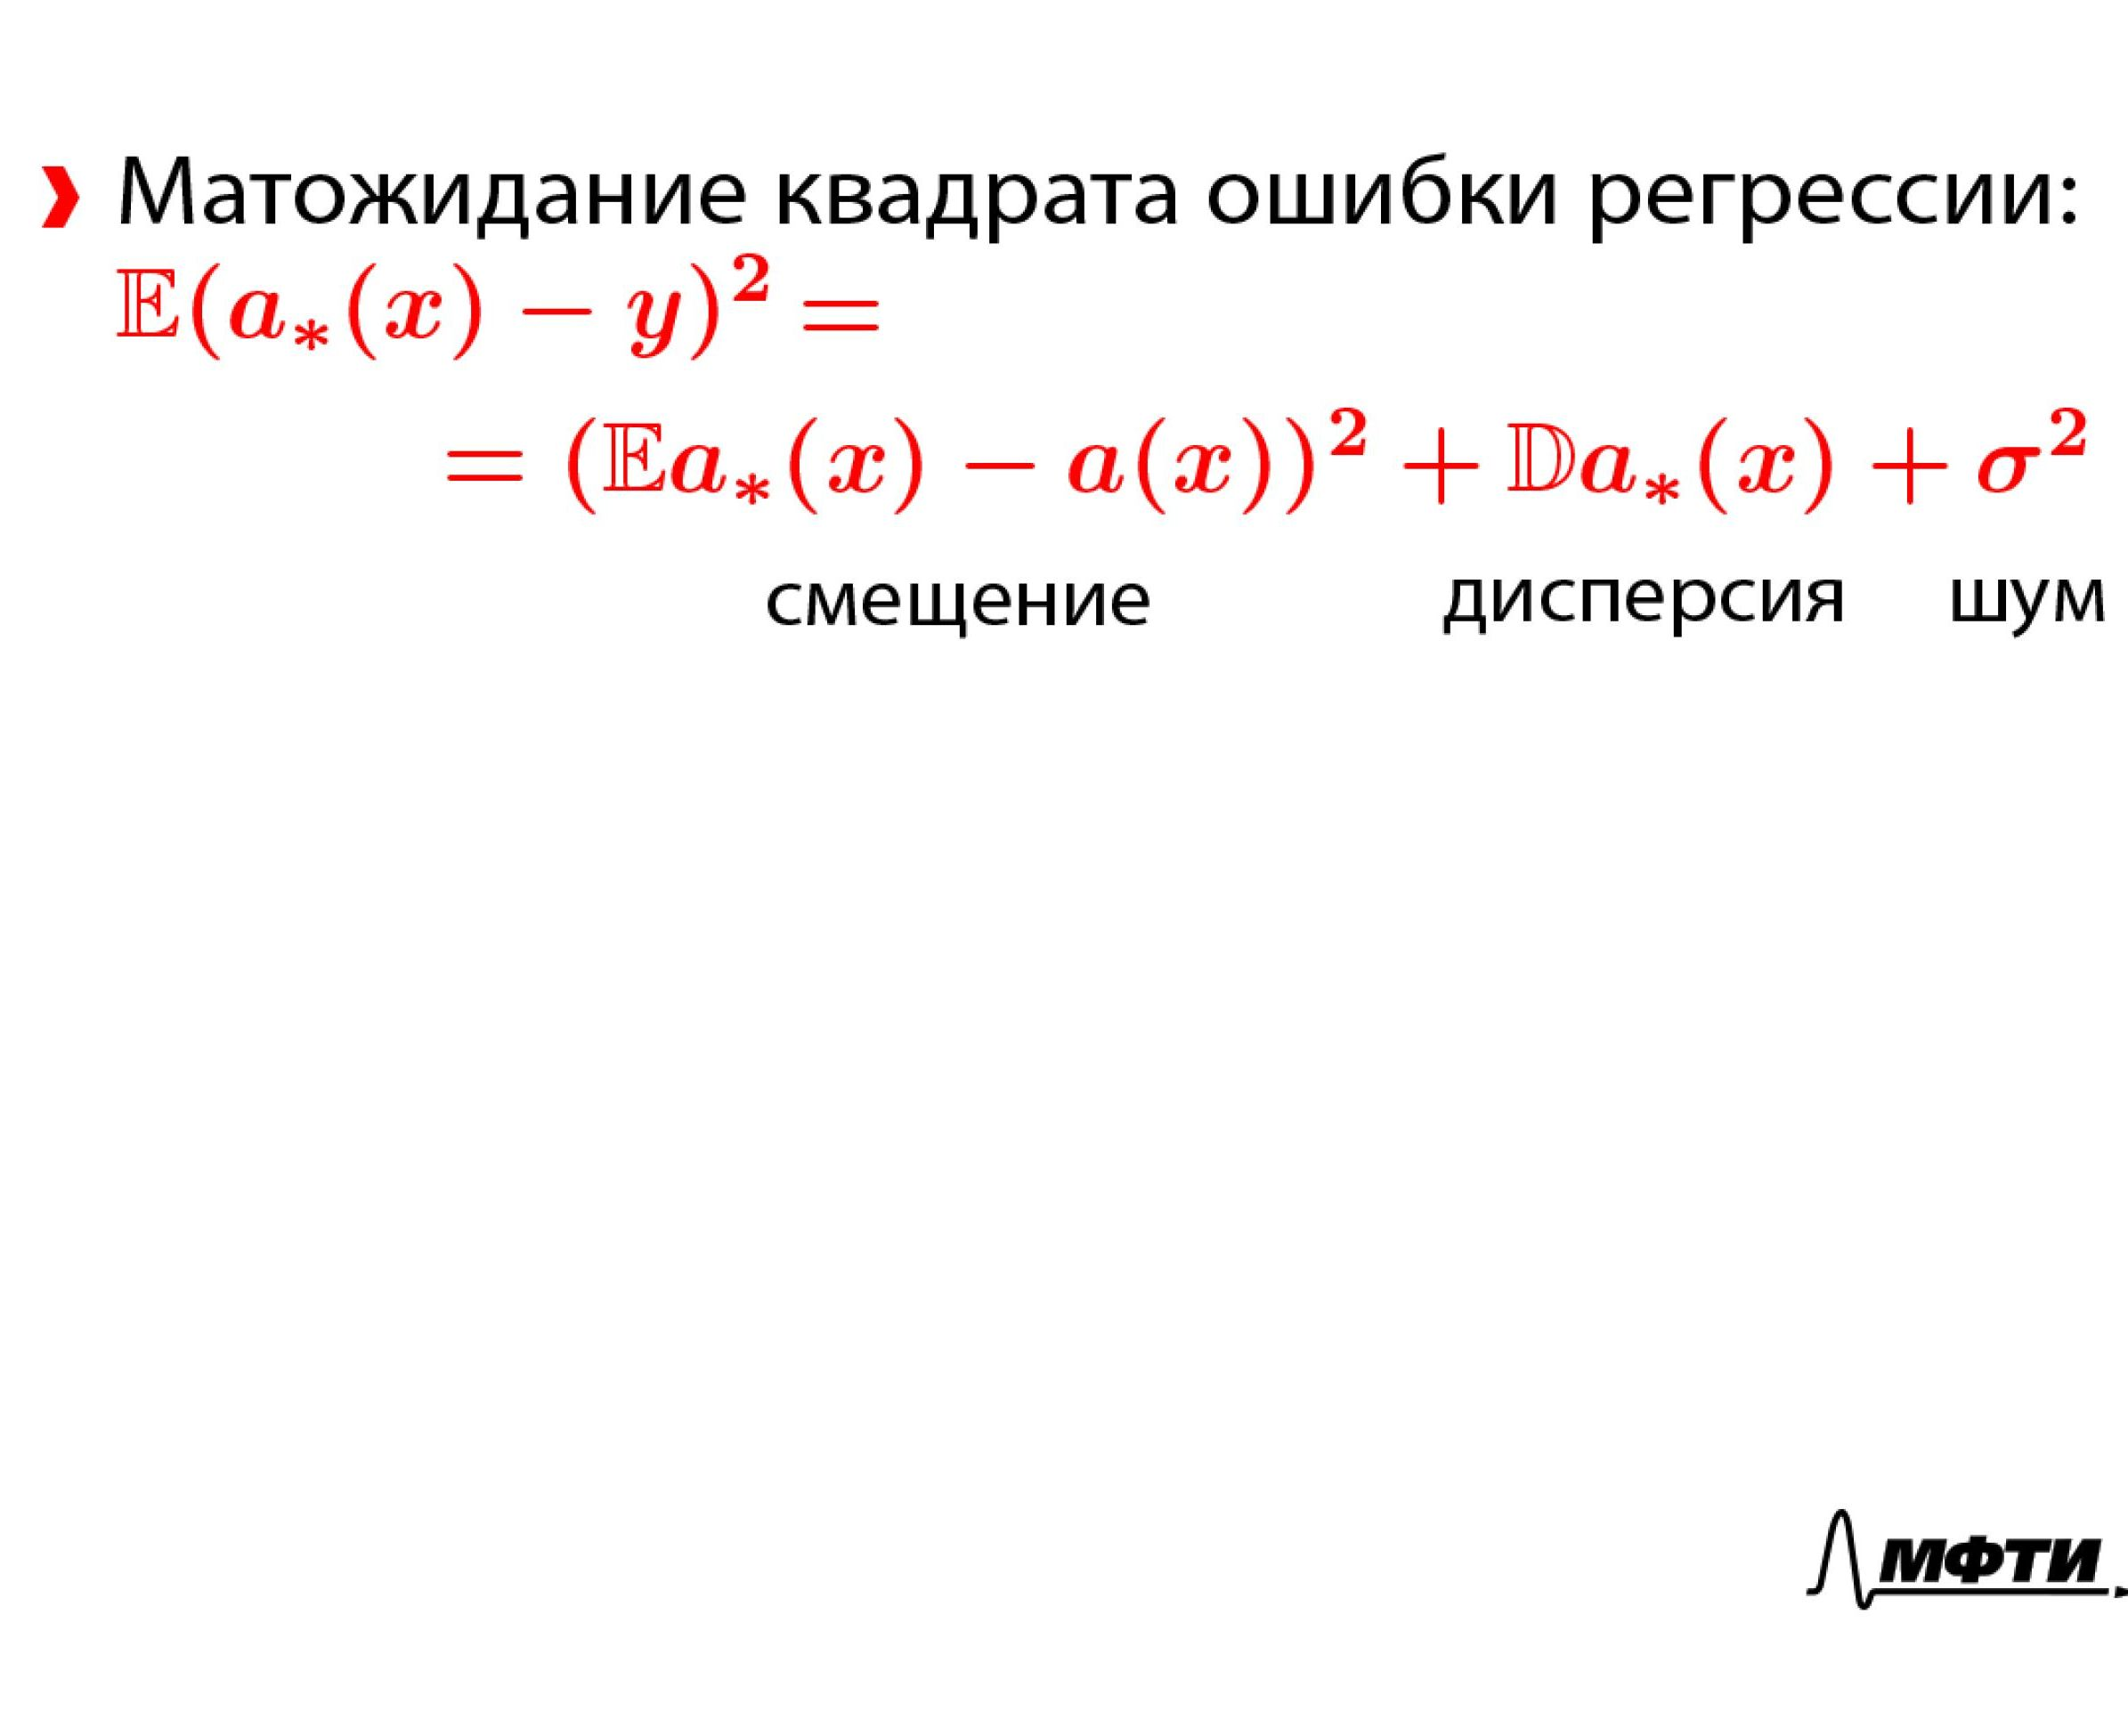 › Матожидание квадрата ошибки регрессии:
𝔼(a₊(x) − y)² =
= (𝔼a₊(x) − a(x))² + 𝔻a₊(x) + σ²
смещение дисперсия шум
МФТИ